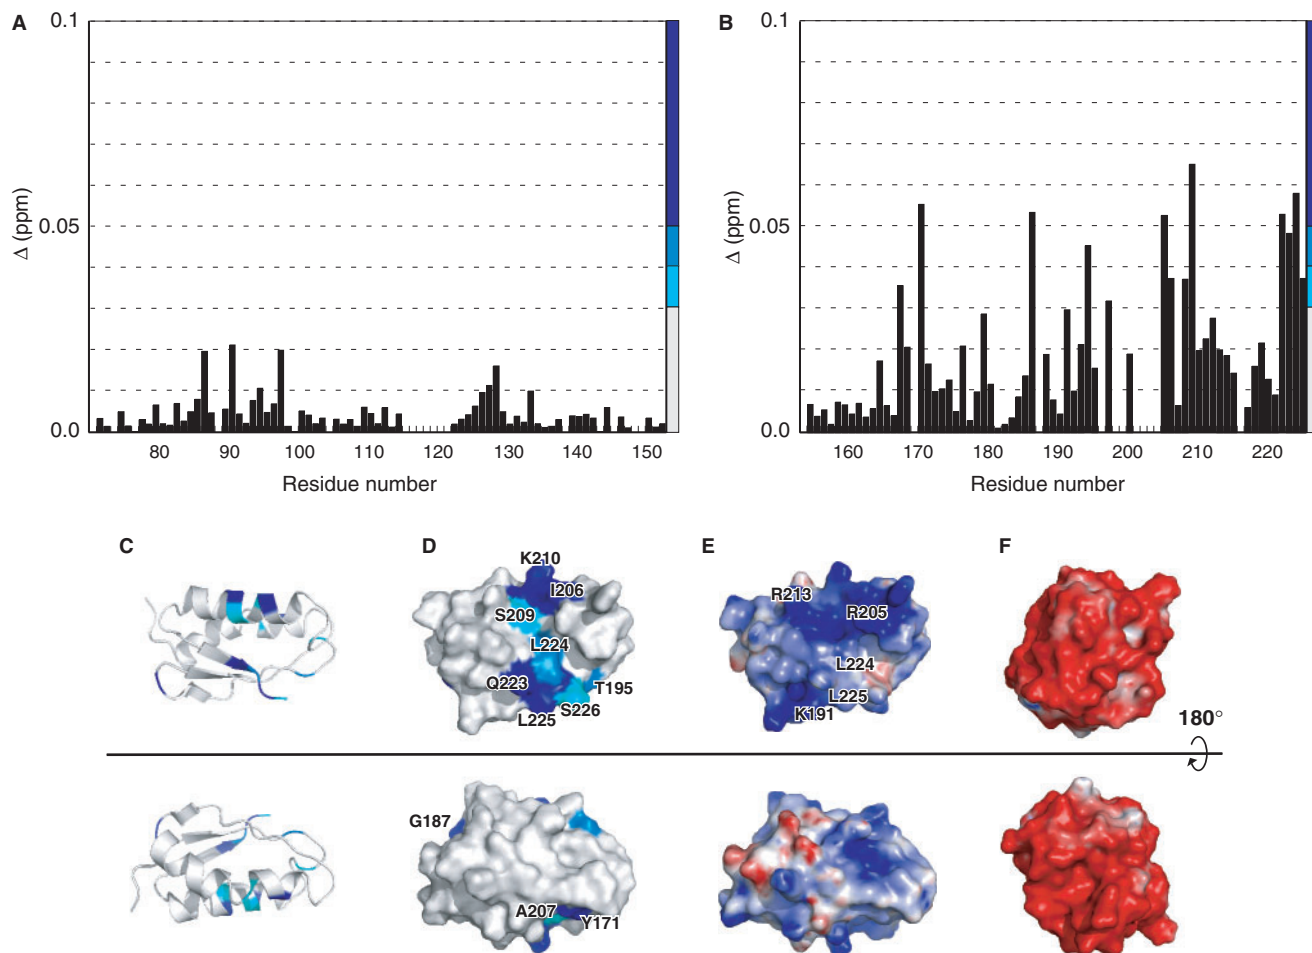 A
B
0.1
0.1
Δ (ppm)
0.05
Δ (ppm)
0.05
0.0
0.0
80 90 100 110 120 130 140 150
160 170 180 190 200 210 220
Residue number
Residue number
C
D
E
F
K210
I206
S209
L224
Q223
T195
S226
L225
R213
R205
L224
L225
K191
180°
G187
A207
Y171